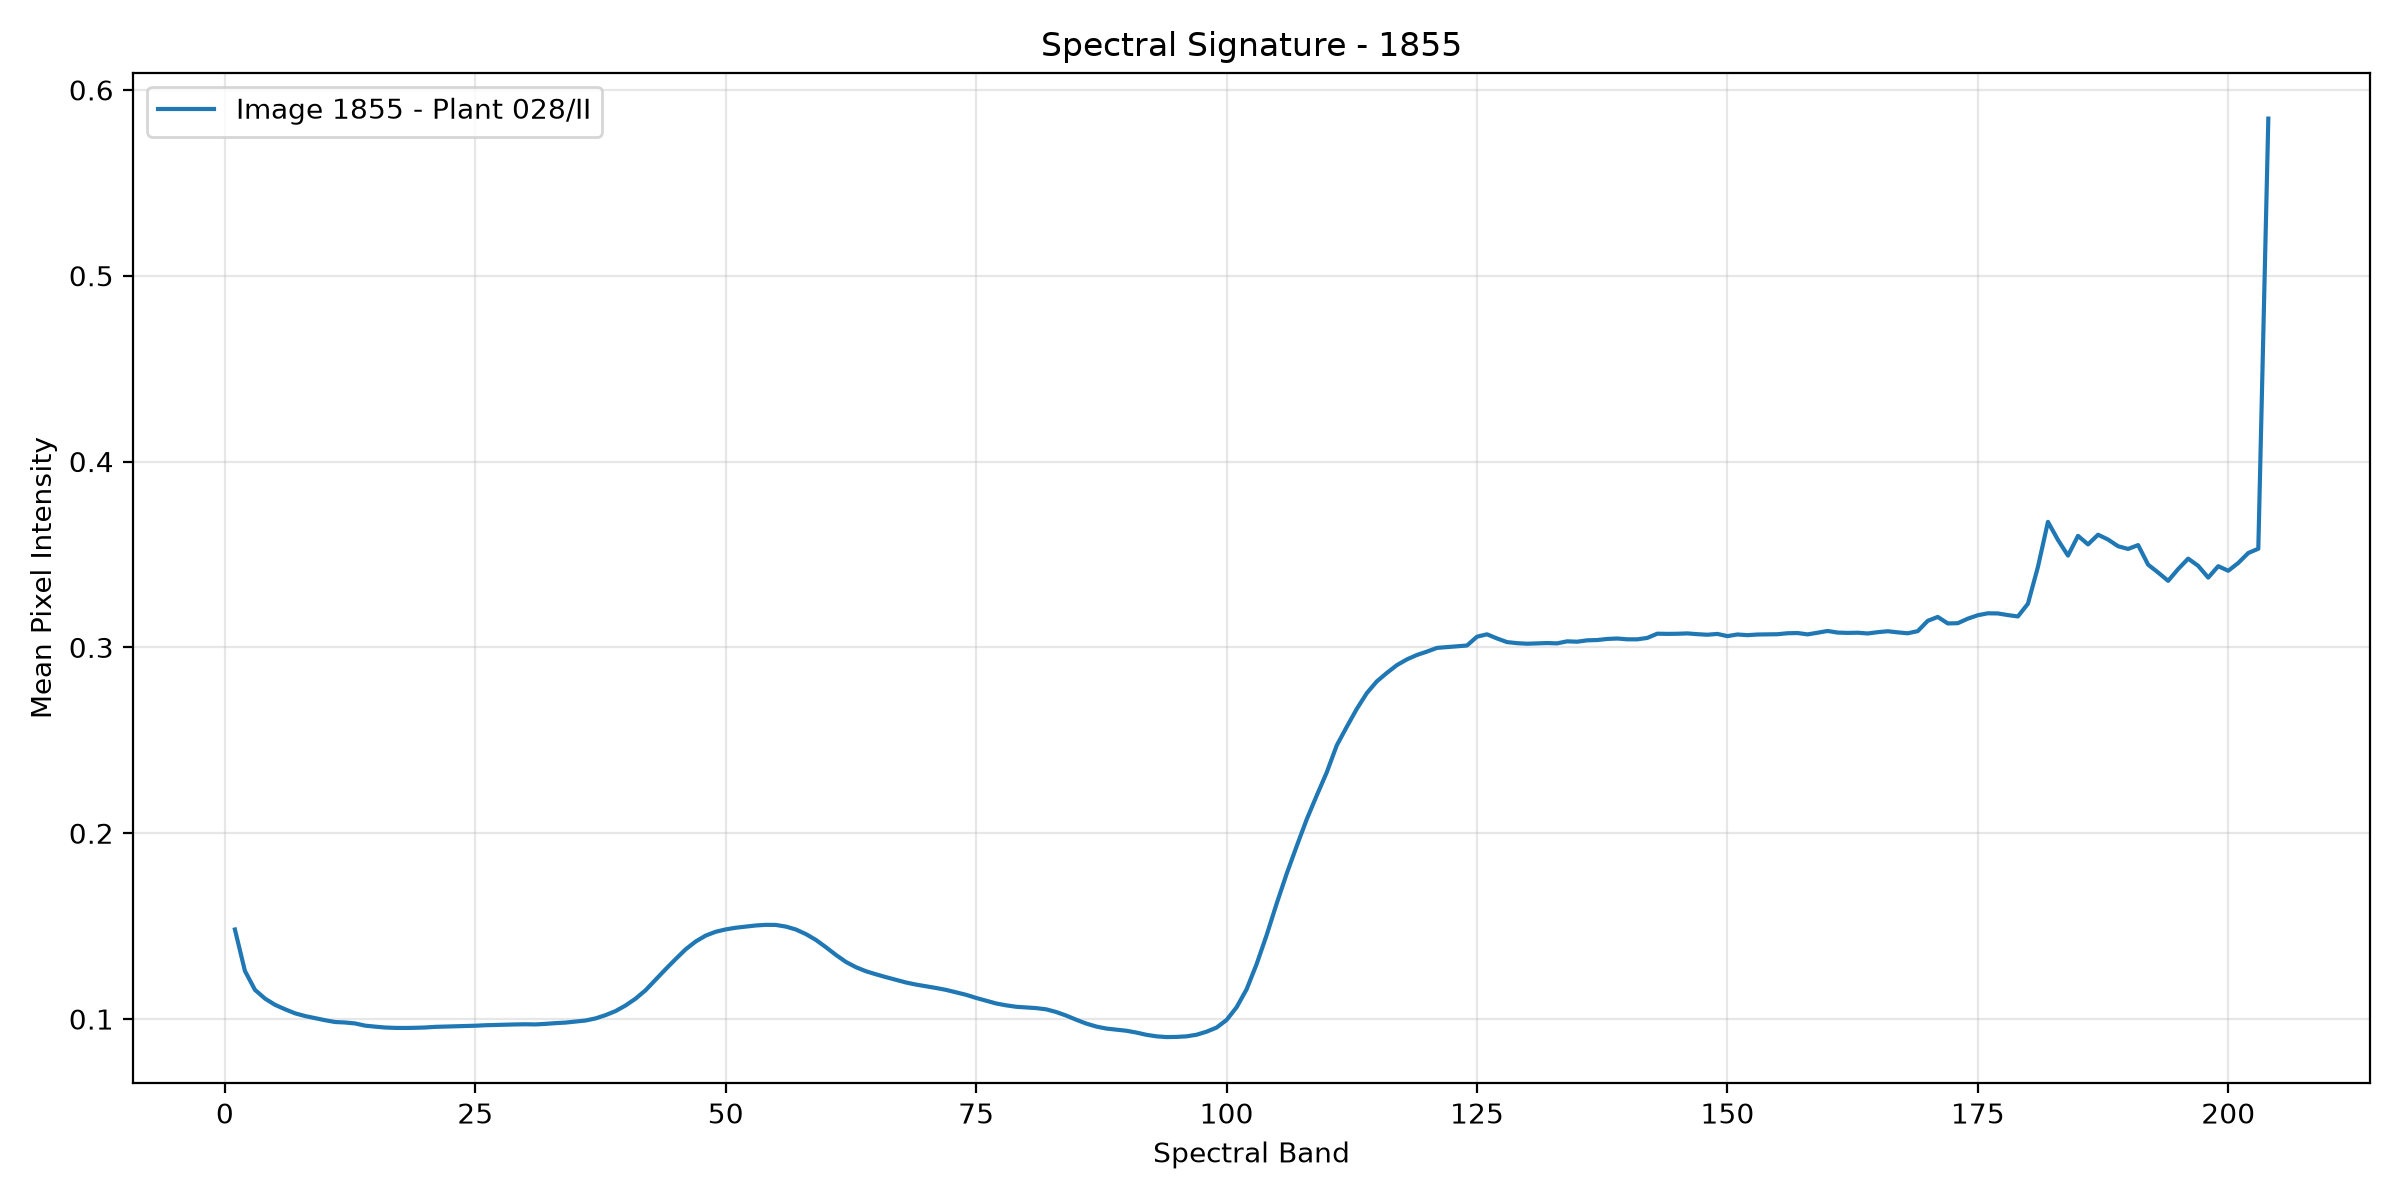 Spectral Signature - 1855
Image 1855 - Plant 028/II
0.6
0.5
0.4
0.3
0.2
0.1
Mean Pixel Intensity
0 25 50 75 100 125 150 175 200
Spectral Band